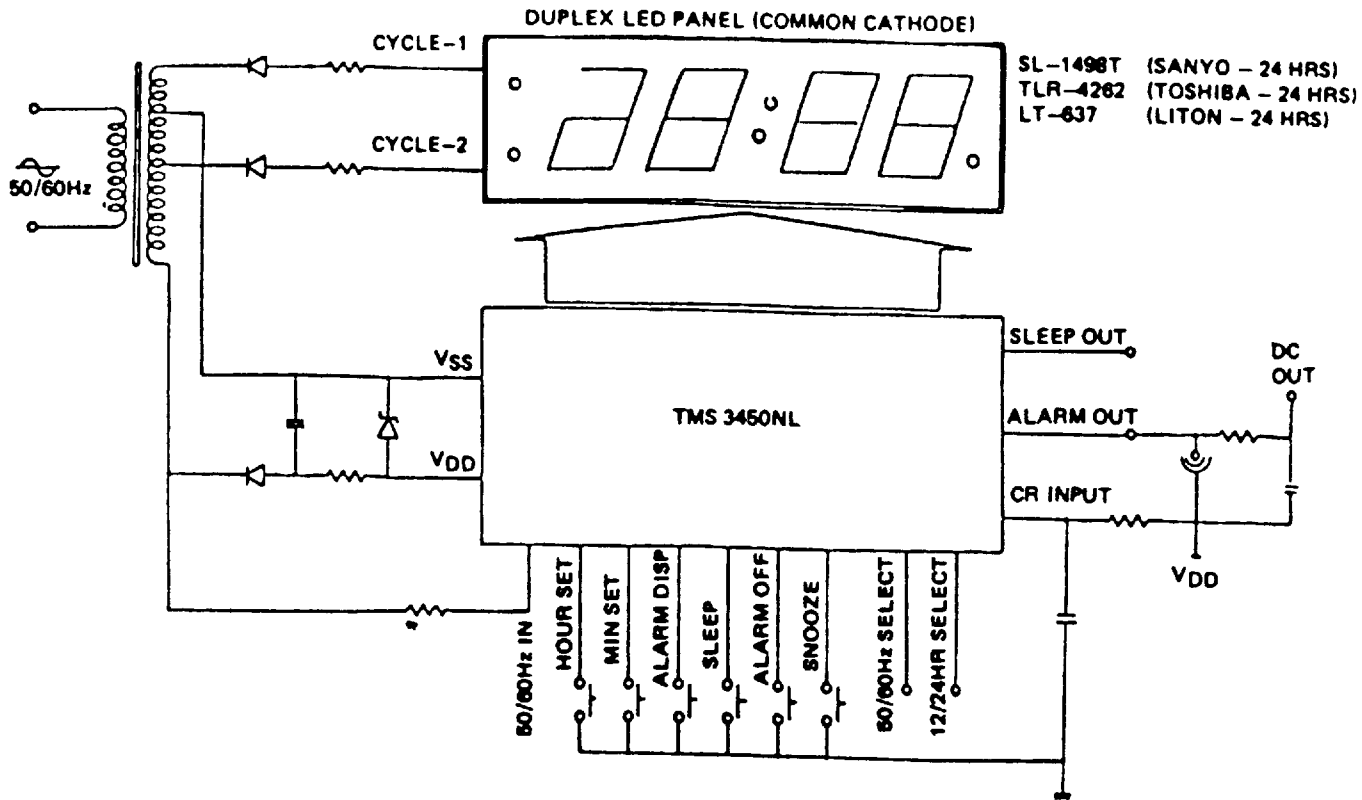 DUPLEX LED PANEL (COMMON CATHODE)
CYCLE-1
CYCLE-2
SL-1498T (SANYO - 24 HRS)
TLR-4262 (TOSHIBA - 24 HRS)
LT-637 (LITON - 24 HRS)
50/60Hz
VSS
VDD
TMS 3450NL
SLEEP OUT
ALARM OUT
CR INPUT
DC
OUT
VDD
50/60Hz IN
HOUR SET
MIN SET
ALARM DISP
SLEEP
ALARM OFF
SNOOZE
50/60Hz SELECT
12/24HR SELECT